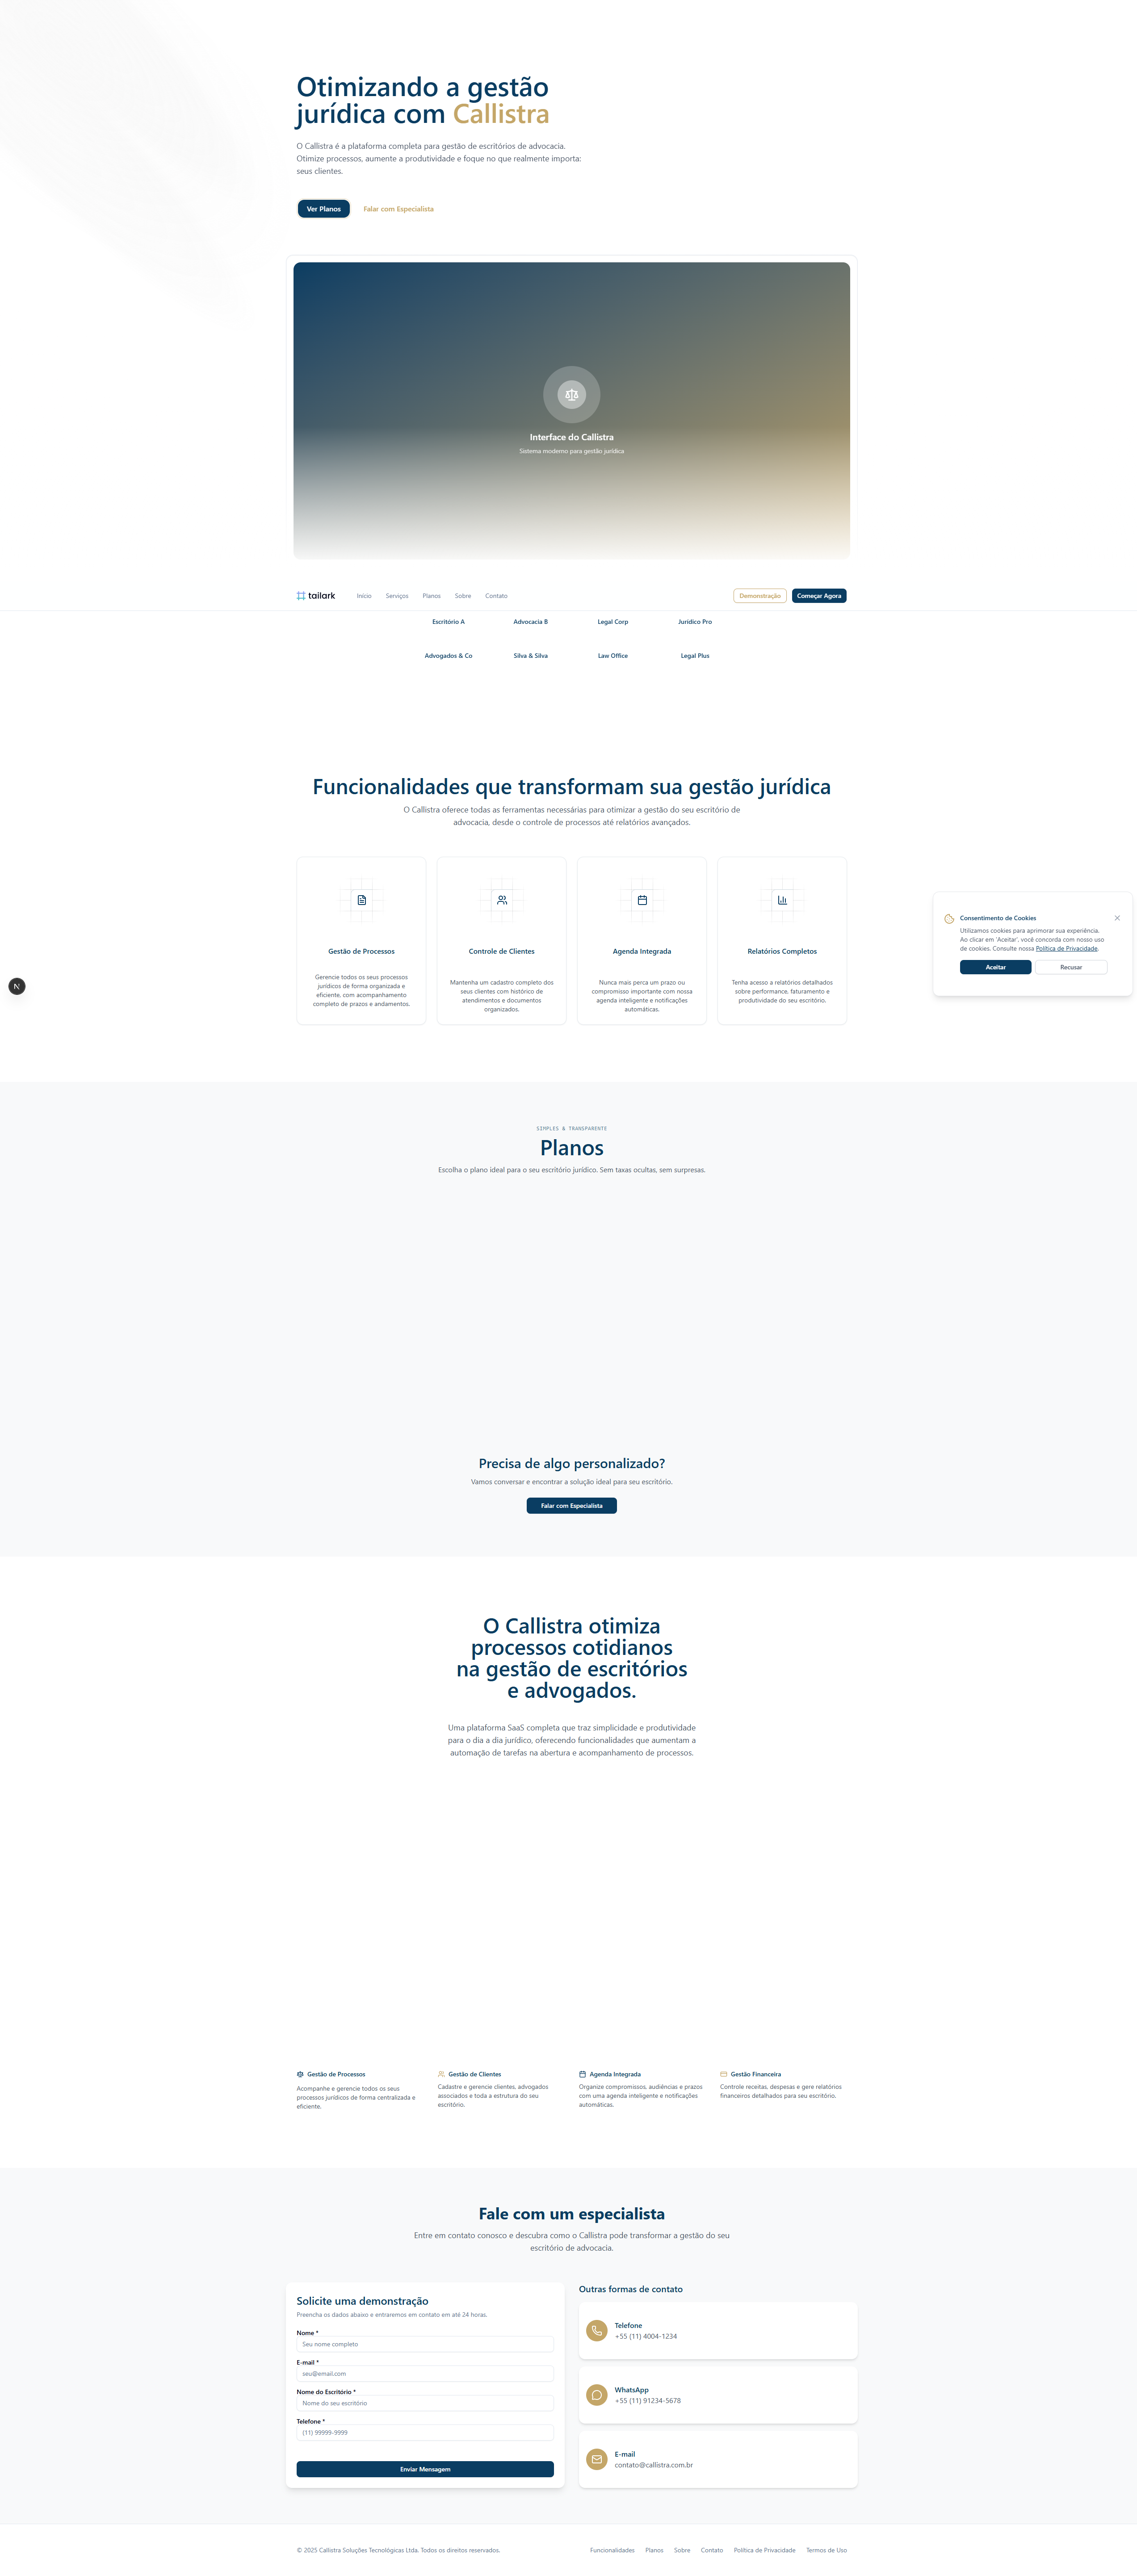 Otimizando a gestão
jurídica com Callistra
O Callistra é a plataforma completa para gestão de escritórios de advocacia.
Otimize processos, aumente a produtividade e foque no que realmente importa:
seus clientes.
Ver Planos
Falar com Especialista
Interface do Callistra
Sistema moderno para gestão jurídica
tailark
Início
Serviços
Planos
Sobre
Contato
Demonstração
Começar Agora
Escritório A
Advocacia B
Legal Corp
Jurídico Pro
Advogados & Co
Silva & Silva
Law Office
Legal Plus
Funcionalidades que transformam sua gestão jurídica
O Callistra oferece todas as ferramentas necessárias para otimizar a gestão do seu escritório de
advocacia, desde o controle de processos até relatórios avançados.
Gestão de Processos
Gerencie todos os seus processos
jurídicos de forma organizada e
eficiente, com acompanhamento
completo de prazos e andamentos.
Controle de Clientes
Mantenha um cadastro completo dos
seus clientes com histórico de
atendimentos e documentos
organizados.
Agenda Integrada
Nunca mais perca um prazo ou
compromisso importante com nossa
agenda inteligente e notificações
automáticas.
Relatórios Completos
Tenha acesso a relatórios detalhados
sobre performance, faturamento e
produtividade do seu escritório.
Consentimento de Cookies
Utilizamos cookies para aprimorar sua experiência.
Ao clicar em 'Aceitar', você concorda com nosso uso
de cookies. Consulte nossa Política de Privacidade.
Aceitar
Recusar
N
SIMPLES & TRANSPARENTE
Planos
Escolha o plano ideal para o seu escritório jurídico. Sem taxas ocultas, sem surpresas.
Precisa de algo personalizado?
Vamos conversar e encontrar a solução ideal para seu escritório.
Falar com Especialista
O Callistra otimiza
processos cotidianos
na gestão de escritórios
e advogados.
Uma plataforma SaaS completa que traz simplicidade e produtividade
para o dia a dia jurídico, oferecendo funcionalidades que aumentam a
automação de tarefas na abertura e acompanhamento de processos.
Gestão de Processos
Acompanhe e gerencie todos os seus
processos jurídicos de forma centralizada e
eficiente.
Gestão de Clientes
Cadastre e gerencie clientes, advogados
associados e toda a estrutura do seu
escritório.
Agenda Integrada
Organize compromissos, audiências e prazos
com uma agenda inteligente e notificações
automáticas.
Gestão Financeira
Controle receitas, despesas e gere relatórios
financeiros detalhados para seu escritório.
Fale com um especialista
Entre em contato conosco e descubra como o Callistra pode transformar a gestão do seu
escritório de advocacia.
Solicite uma demonstração
Preencha os dados abaixo e entraremos em contato em até 24 horas.
Nome *
Seu nome completo
E-mail *
seu@email.com
Nome do Escritório *
Nome do seu escritório
Telefone *
(11) 99999-9999
Enviar Mensagem
Outras formas de contato
Telefone
+55 (11) 4004-1234
WhatsApp
+55 (11) 91234-5678
E-mail
contato@callistra.com.br
© 2025 Callistra Soluções Tecnológicas Ltda. Todos os direitos reservados.
Funcionalidades
Planos
Sobre
Contato
Política de Privacidade
Termos de Uso